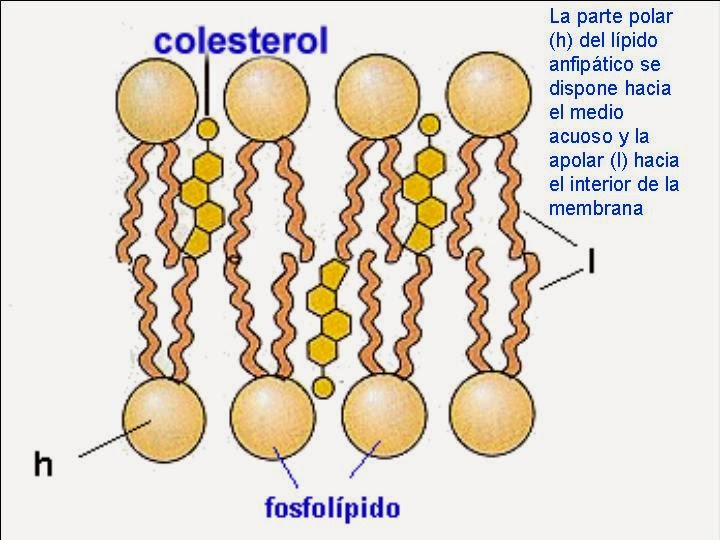 colesterol
La parte polar
(h) del lípido
anfipático se
dispone hacia
el medio
acuoso y la
apolar (l) hacia
el interior de la
membrana
l
h
fosfolípido